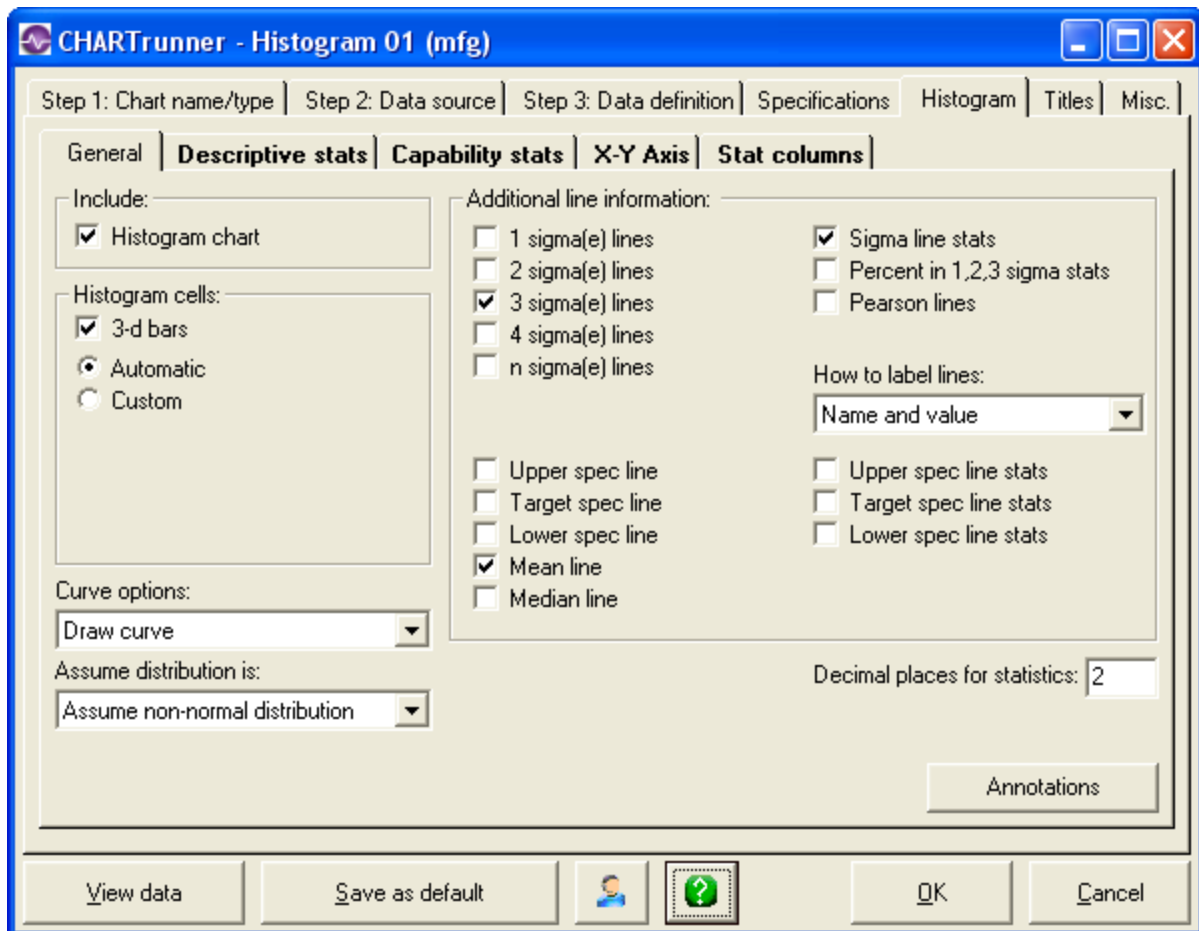 CHARTrunner - Histogram 01 (mfg)
Step 1: Chart name/type Step 2: Data source Step 3: Data definition Specifications Histogram Titles Misc.
General Descriptive stats Capability stats X-Y Axis Stat columns
Include:
Histogram chart
Histogram cells:
3-d bars
Automatic
Custom
Curve options:
Draw curve
Assume distribution is:
Assume non-normal distribution
Additional line information:
1 sigma(e) lines
2 sigma(e) lines
3 sigma(e) lines
4 sigma(e) lines
n sigma(e) lines
Sigma line stats
Percent in 1,2,3 sigma stats
Pearson lines
How to label lines:
Name and value
Upper spec line
Target spec line
Lower spec line
Mean line
Median line
Upper spec line stats
Target spec line stats
Lower spec line stats
Decimal places for statistics: 2
Annotations
View data Save as default ? OK Cancel